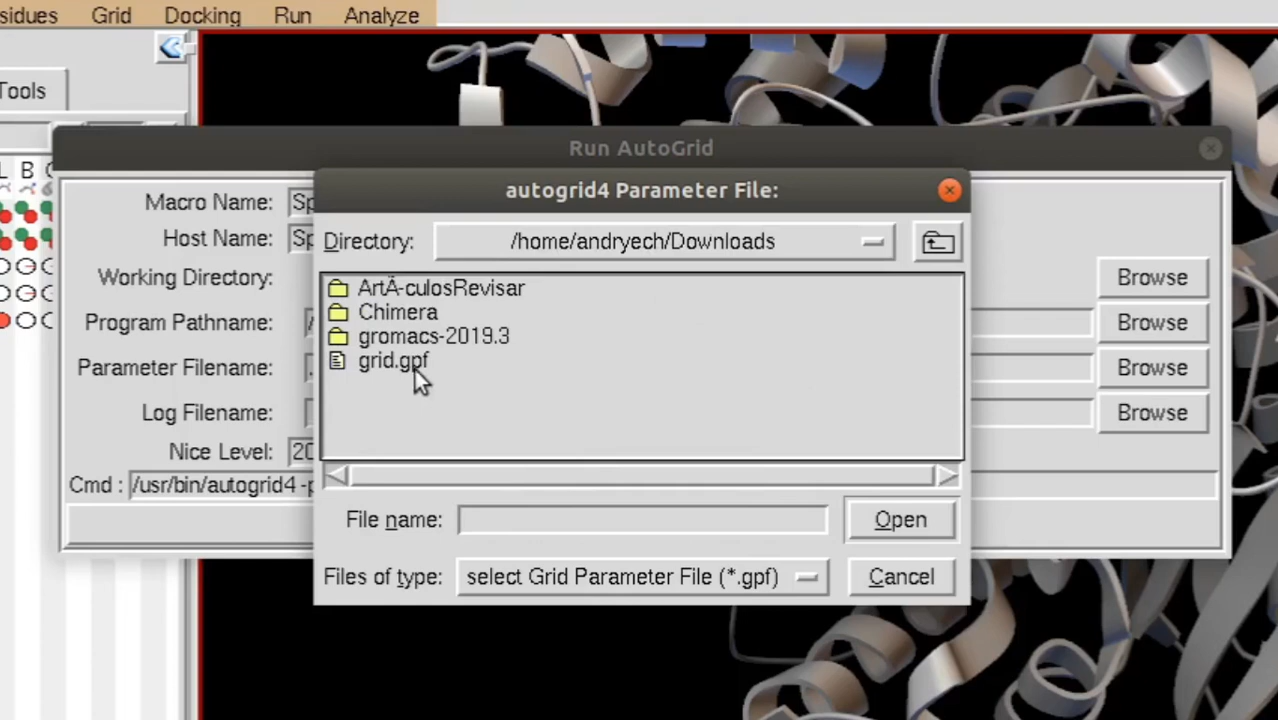 sidues Grid Docking Run Analyze
Tools
L B
Run AutoGrid
autogrid4 Parameter File:
Macro Name: Sp
Host Name: Sp
Working Directory:
Program Pathname: /
Parameter Filename: .
Log Filename:
Nice Level: 20
Cmd : /usr/bin/autogrid4 -p
Directory: /home/andryech/Downloads
ArtÃ-culosRevisar
Chimera
gromacs-2019.3
grid.gpf
File name: Open
Files of type: select Grid Parameter File (*.gpf) Cancel
Browse
Browse
Browse
Browse